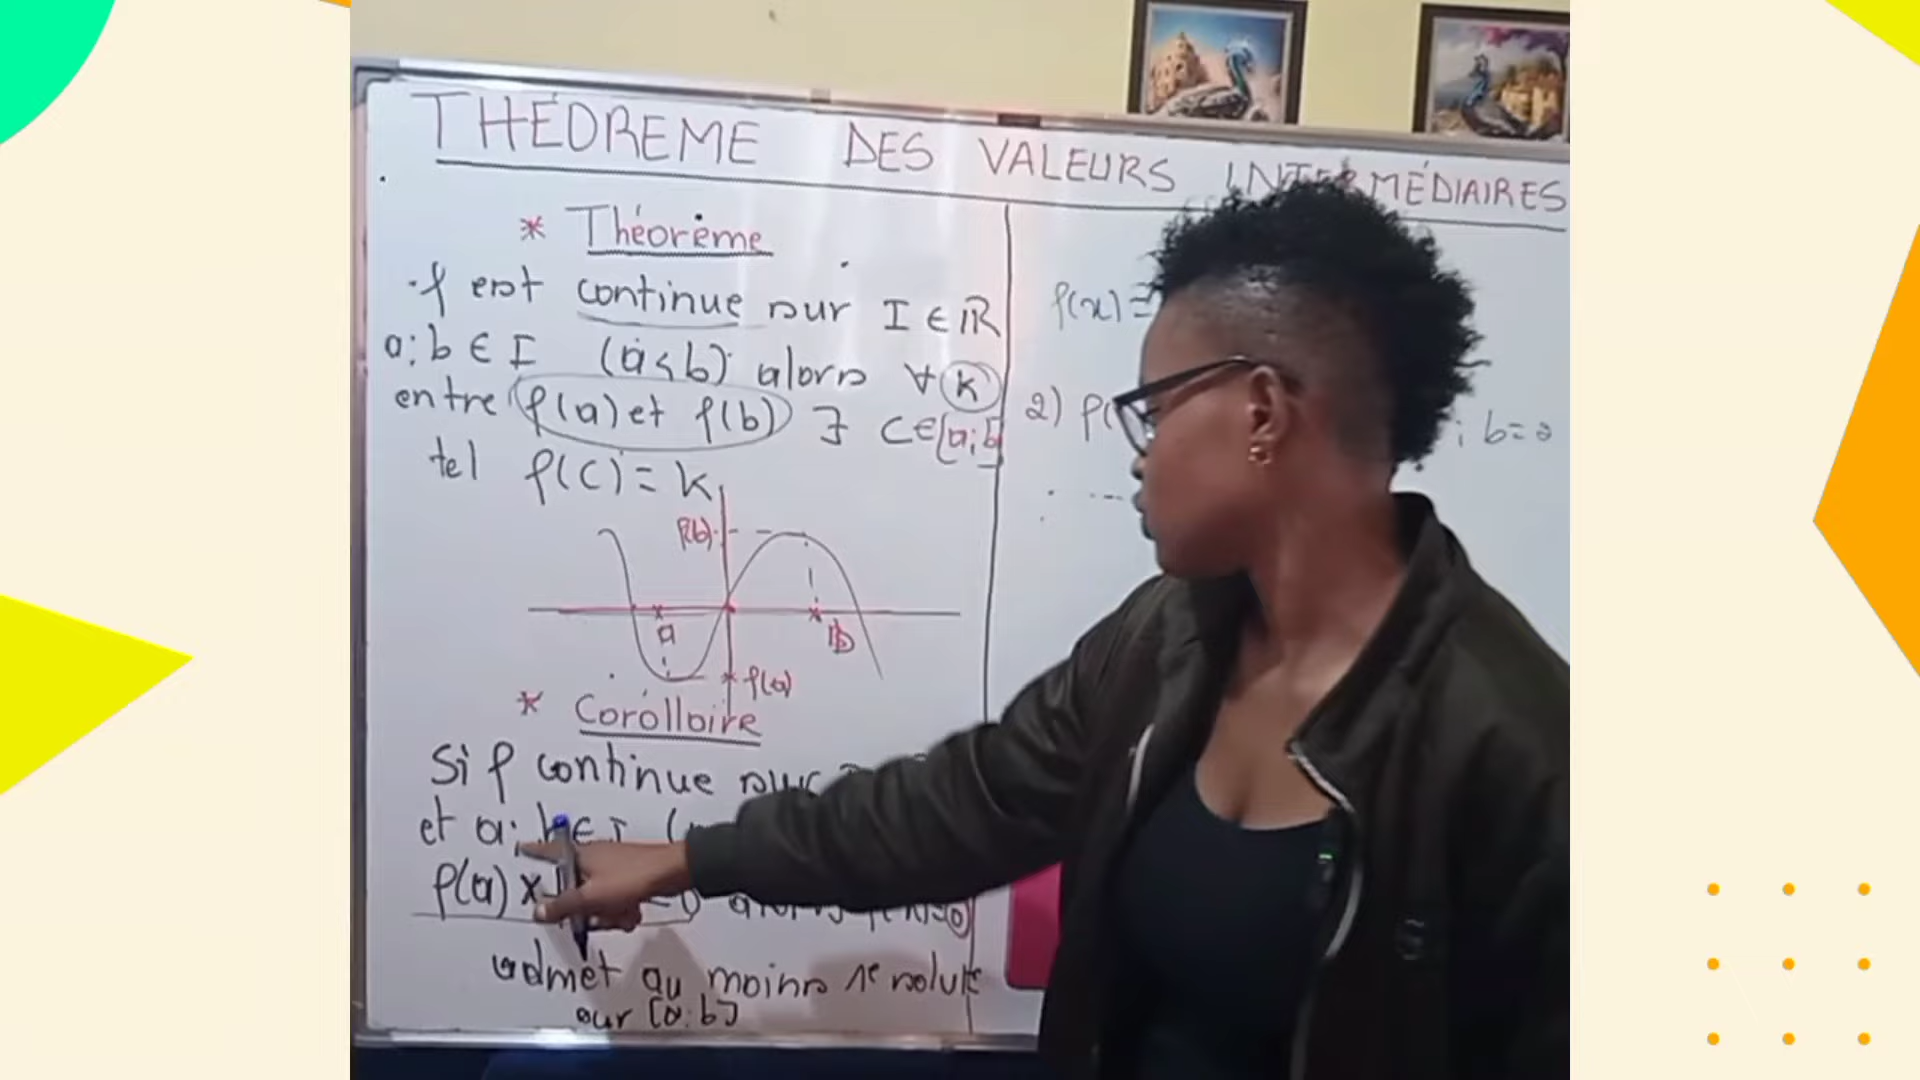 THÉOREME DES VALEURS INTERMÉDIAIRES
* Théorème
f est continue sur I ∈ ℝ
a; b ∈ I (a < b) alors ∀ k
entre f(a) et f(b) ∃ C ∈ [a; b]
tel f(C) = k
f(b)
a
b
f(a)
* Corolloire
Si f continue sur
et a; b ∈ I (
f(a) x
admet au moins 1e solut
sur [a; b]
f(x) =
2) f(
; b = 2